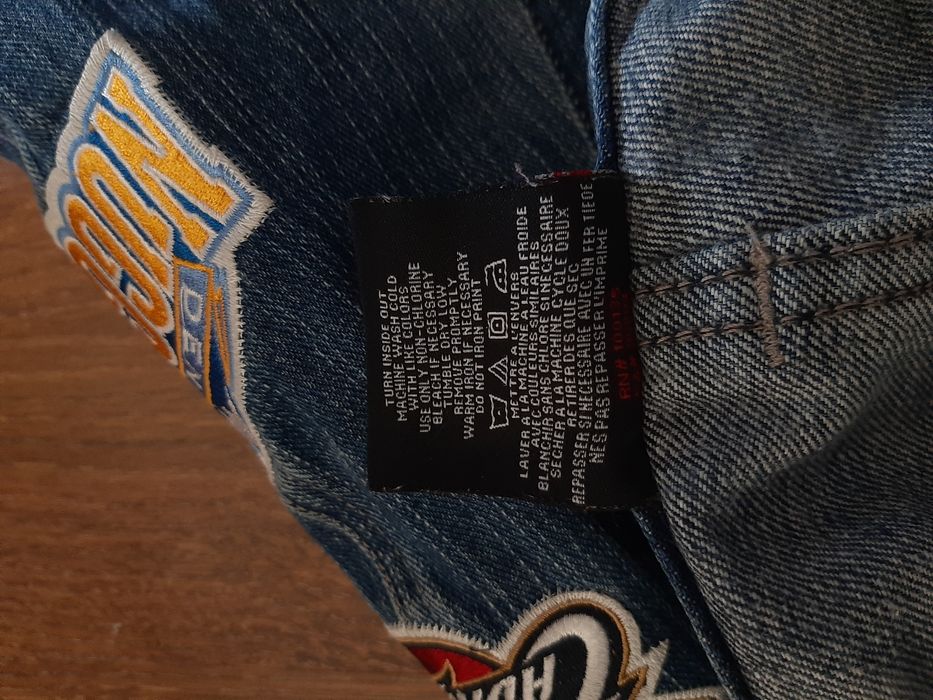 TURN INSIDE OUT
MACHINE WASH COLD
WITH LIKE COLORS
USE ONLY NON-CHLORINE
BLEACH IF NECESSARY
TUMBLE DRY LOW
REMOVE PROMPTLY
WARM IRON IF NECESSARY
DO NOT IRON PRINT
METTRE A L'ENVERS
LAVER A LA MACHINE A L'EAU FROIDE
AVEC COULEURS SIMILAIRES
BLANCHIR SANS CHLORE SI NECESSAIRE
SECHER A LA MACHINE CYCLE DOUX
RETIRER DES QUE SEC
REPASSER SI NECESSAIRE AVEC UN FER TIEDE
NES PAS REPASSER L'IMPRIME
RN# 100135
DEN